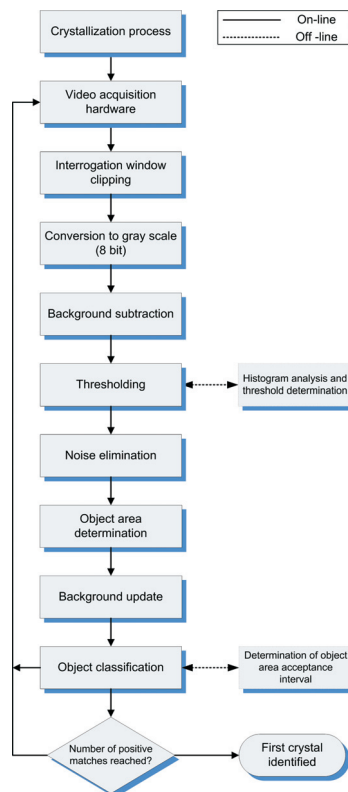 Crystallization process
On-line
Off -line
Video acquisition
hardware
Interrogation window
clipping
Conversion to gray scale
(8 bit)
Background subtraction
Thresholding
Histogram analysis and
threshold determination
Noise elimination
Object area
determination
Background update
Object classification
Determination of object
area acceptance
interval
Number of positive
matches reached?
First crystal
identified